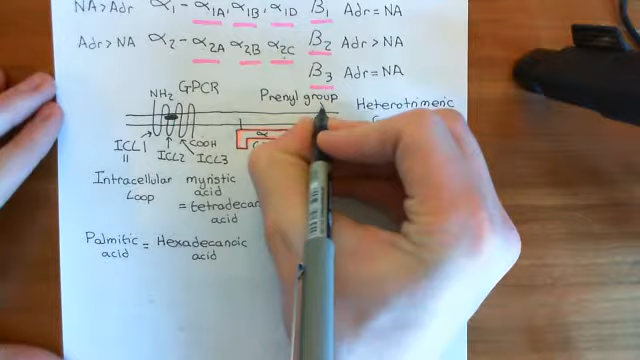 NA>Adr α1 - α1A, α1B, α1D β1 Adr = NA
Adr>NA α2 - α2A α2B α2C β2 Adr > NA
β3 Adr = NA
NH2 GPCR Prenyl group Heterotrimeric
α
COOH
ICL1 ICL2 ICL3
=
Intracellular Loop
myristic acid
= tetradecan
acid
Palmitic acid = Hexadecanoic acid